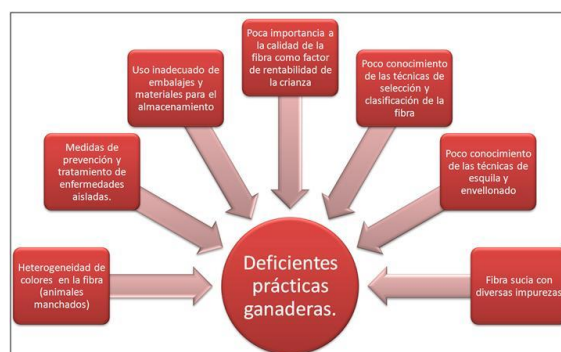 Poca importancia a
la calidad de la
fibra como factor
de rentabilidad de
la crianza
Uso inadecuado de
embalajes y
materiales para el
almacenamiento
Poco conocimiento
de las técnicas de
selección y
clasificación de la
fibra
Medidas de
prevención y
tratamiento de
enfermedades
aisladas.
Poco conocimiento
de las técnicas de
esquila y
envellonado
Heterogeneidad de
colores en la fibra
(animales
manchados)
Deficientes
prácticas
ganaderas.
Fibra sucia con
diversas impurezas